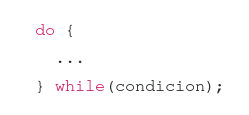 do {
  ...
} while(condicion);